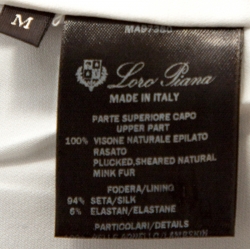 M
Loro Piana
MADE IN ITALY
PARTE SUPERIORE CAPO
UPPER PART
100% VISONE NATURALE EPILATO
RASATO
PLUCKED,SHEARED NATURAL
MINK FUR
FODERA/LINING
94% SETA/SILK
6% ELASTAN/ELASTANE
PARTICOLARI/DETAILS